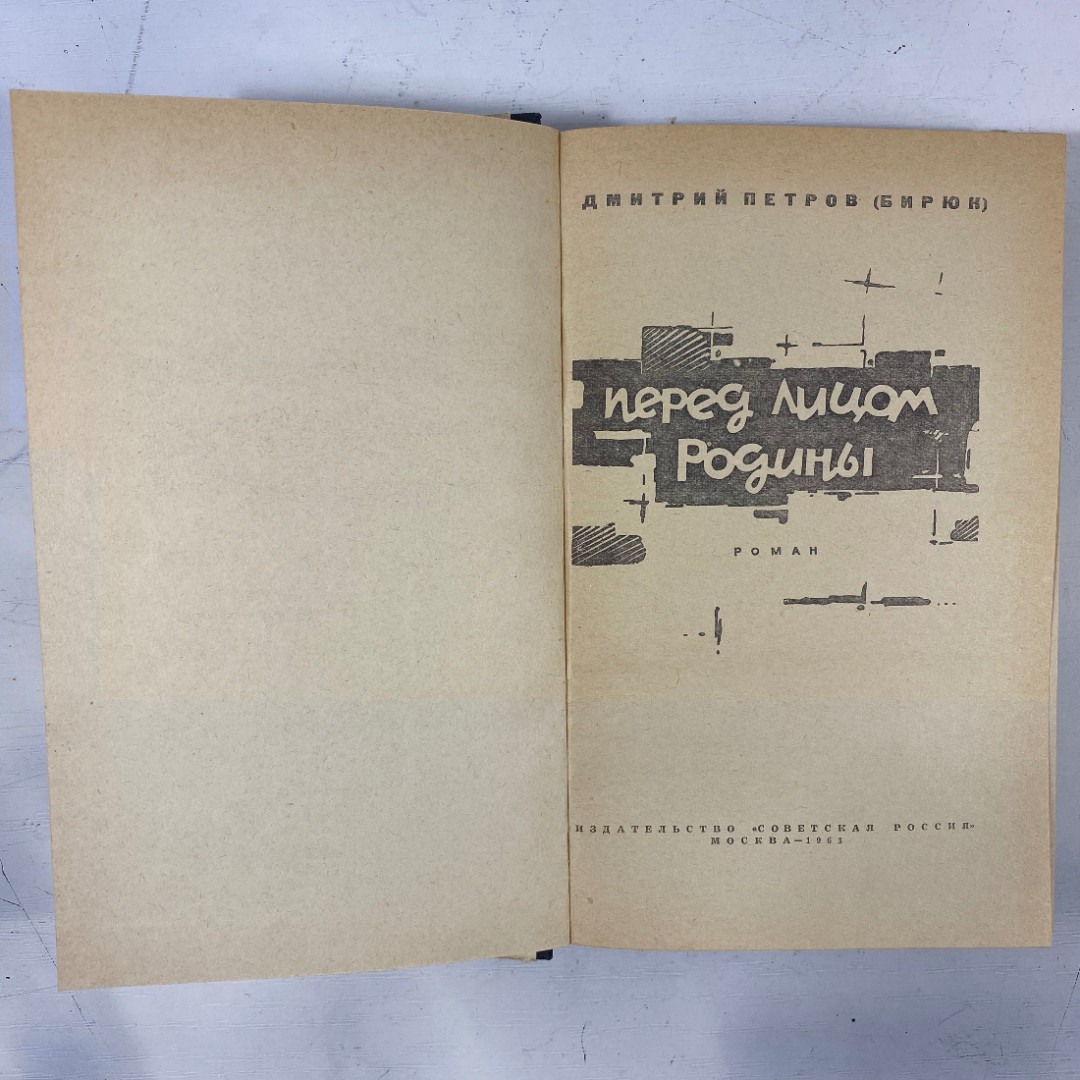 ДМИТРИЙ ПЕТРОВ (БИРЮК)
перед лицом
Родины
РОМАН
ИЗДАТЕЛЬСТВО «СОВЕТСКАЯ РОССИЯ»
МОСКВА—1963